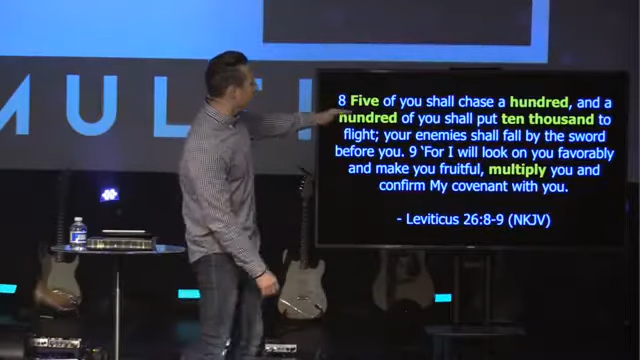 MULTI
8 Five of you shall chase a hundred, and a
hundred of you shall put ten thousand to
flight; your enemies shall fall by the sword
before you. 9 ‘For I will look on you favorably
and make you fruitful, multiply you and
confirm My covenant with you.
- Leviticus 26:8-9 (NKJV)